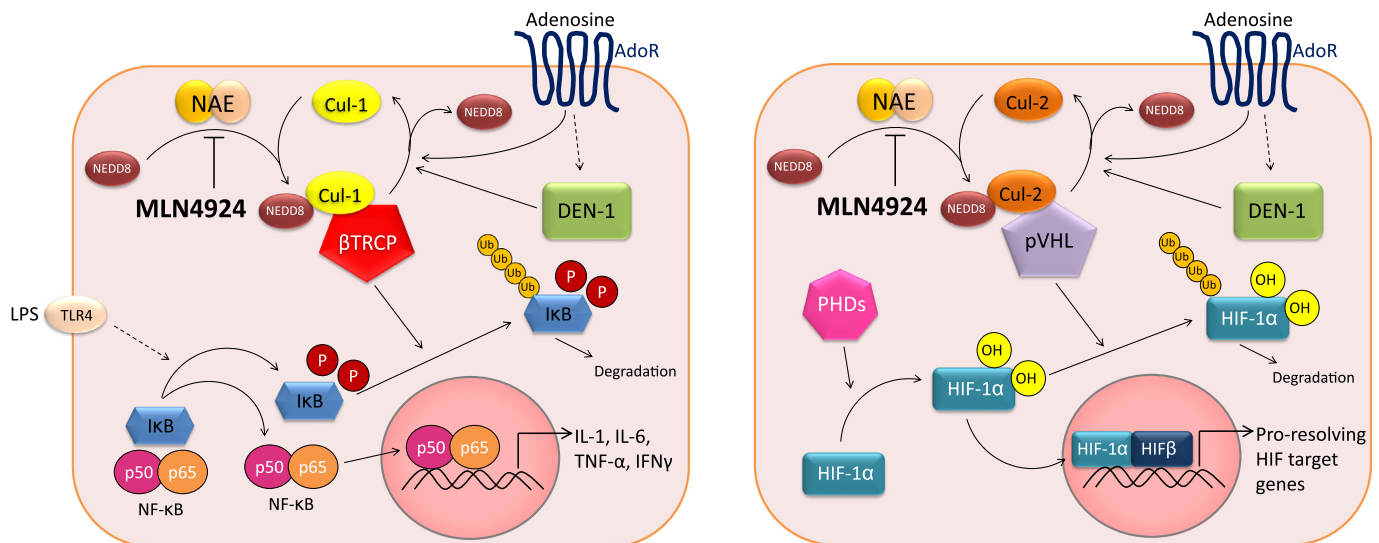 Adenosine
AdoR
NAE
Cul-1
NEDD8
NEDD8
MLN4924
Cul-1
NEDD8
βTRCP
DEN-1
Ub
Ub
Ub
Ub
P
P
IκB
Degradation
LPS
TLR4
P
P
IκB
IκB
p50
p65
NF-κB
p50
p65
NF-κB
p50
p65
IL-1, IL-6,
TNF-α, IFNγ
Adenosine
AdoR
NAE
Cul-2
NEDD8
NEDD8
MLN4924
Cul-2
NEDD8
pVHL
DEN-1
Ub
Ub
Ub
Ub
OH
OH
HIF-1α
Degradation
PHDs
OH
OH
HIF-1α
HIF-1α
HIF-1α
HIFβ
Pro-resolving
HIF target
genes